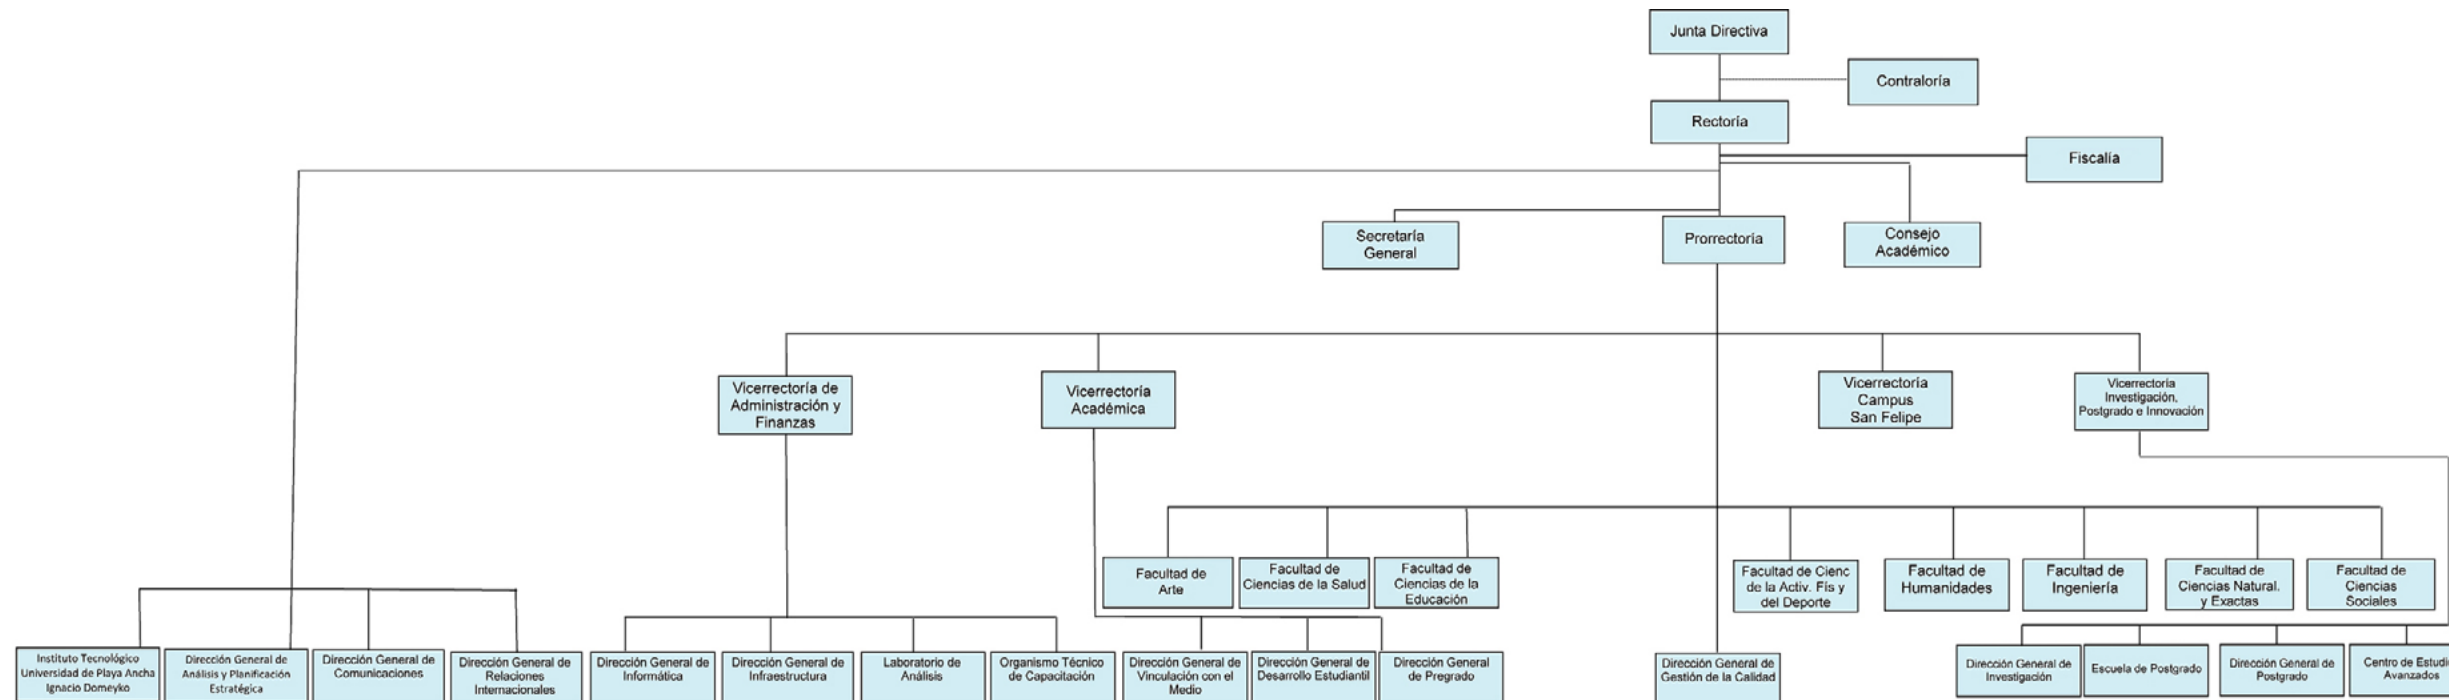 Junta Directiva
Contraloría
Rectoría
Fiscalía
Secretaría
General
Prorrectoría
Consejo
Académico
Vicerrectoría de
Administración y
Finanzas
Vicerrectoría
Académica
Vicerrectoría
Campus
San Felipe
Vicerrectoría
Investigación,
Postgrado e Innovación
Facultad de
Arte
Facultad de
Ciencias de la Salud
Facultad de
Ciencias de la
Educación
Facultad de Cienc
de la Activ. Fís y
del Deporte
Facultad de
Humanidades
Facultad de
Ingeniería
Facultad de
Ciencias Natural.
y Exactas
Facultad de
Ciencias
Sociales
Instituto Tecnológico
Universidad de Playa Ancha
Ignacio Domeyko
Dirección General de
Análisis y Planificación
Estratégica
Dirección General de
Comunicaciones
Dirección General de
Relaciones
Internacionales
Dirección General de
Informática
Dirección General de
Infraestructura
Laboratorio de
Análisis
Organismo Técnico
de Capacitación
Dirección General de
Vinculación con el
Medio
Dirección General de
Desarrollo Estudiantil
Dirección General
de Pregrado
Dirección General de
Gestión de la Calidad
Dirección General de
Investigación
Escuela de Postgrado
Dirección General de
Postgrado
Centro de Estudi
Avanzados